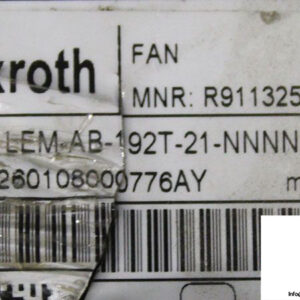 xroth
FAN
MNR: R911325
LEM-AB-192T-21-NNNN
260108000776AY
m